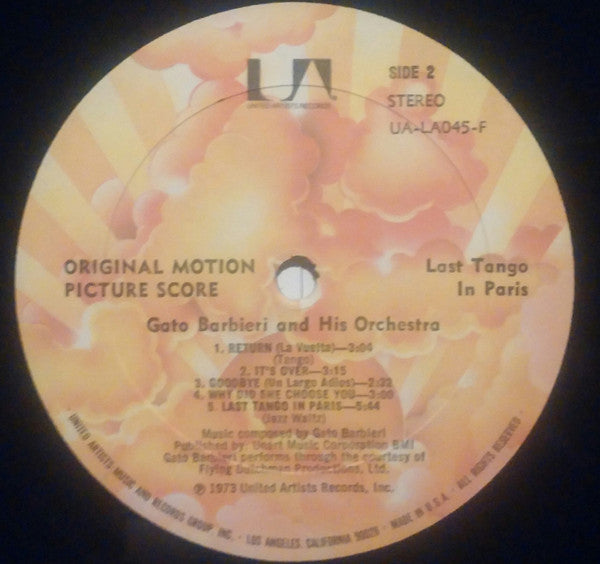 UA
UNITED ARTISTS RECORDS
SIDE 2
STEREO
UA-LA045-F
ORIGINAL MOTION
PICTURE SCORE
Last Tango
In Paris
Gato Barbieri and His Orchestra
1. RETURN (La Vuelta)—3:04
(Tango)
2. IT'S OVER—3:15
3. GOODBYE (Un Largo Adios)—2:32
4. WHY DID SHE CHOOSE YOU—3:00
5. LAST TANGO IN PARIS—5:44
(Jazz Waltz)
Music composed by Gato Barbieri
Published by Unart Music Corporation BMI
Gato Barbieri performs through the courtesy of
Flying Dutchman Productions, Ltd.
℗ 1973 United Artists Records, Inc.
UNITED ARTISTS MUSIC AND RECORDS GROUP, INC. • LOS ANGELES, CALIFORNIA 90028 • MADE IN U.S.A. • ALL RIGHTS RESERVED •